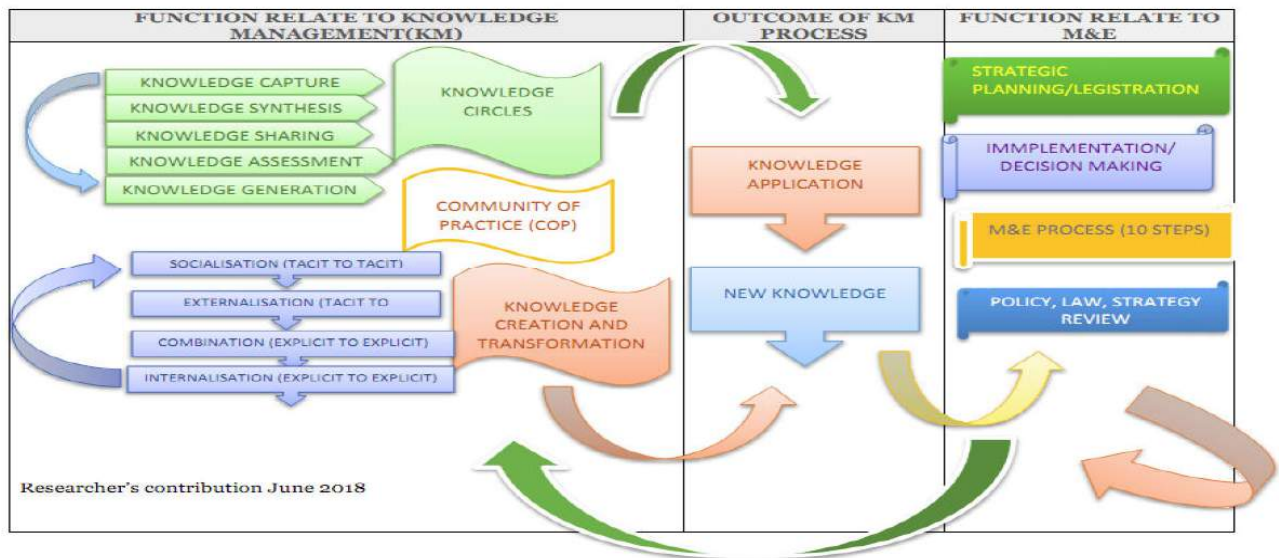 FUNCTION RELATE TO KNOWLEDGE
MANAGEMENT(KM)
OUTCOME OF KM
PROCESS
FUNCTION RELATE TO
M&E
KNOWLEDGE CAPTURE
KNOWLEDGE SYNTHESIS
KNOWLEDGE SHARING
KNOWLEDGE ASSESSMENT
KNOWLEDGE GENERATION
KNOWLEDGE
CIRCLES
COMMUNITY OF
PRACTICE (COP)
SOCIALISATION (TACIT TO TACIT)
EXTERNALISATION (TACIT TO
COMBINATION (EXPLICIT TO EXPLICIT)
INTERNALISATION (EXPLICIT TO EXPLICIT)
KNOWLEDGE
CREATION AND
TRANSFORMATION
KNOWLEDGE
APPLICATION
NEW KNOWLEDGE
STRATEGIC
PLANNING/LEGISTRATION
IMMPLEMENTATION/
DECISION MAKING
M&E PROCESS (10 STEPS)
POLICY, LAW, STRATEGY
REVIEW
Researcher's contribution June 2018